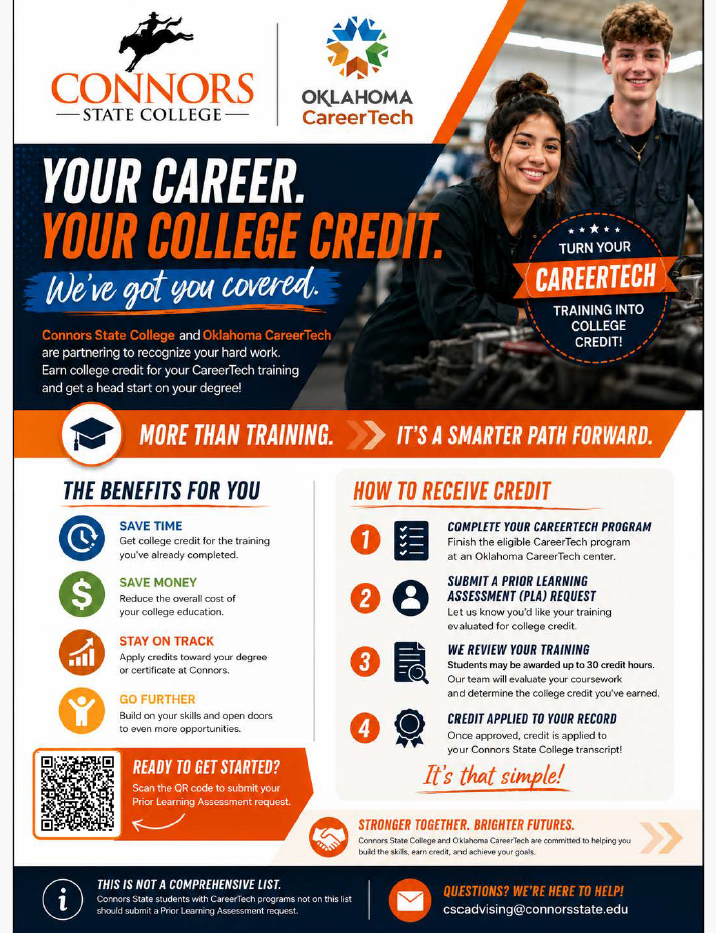 CONNORS
STATE COLLEGE
OKLAHOMA
CareerTech
YOUR CAREER.
YOUR COLLEGE CREDIT.
We've got you covered.
Connors State College and Oklahoma CareerTech
are partnering to recognize your hard work.
Earn college credit for your CareerTech training
and get a head start on your degree!
TURN YOUR
CAREERTECH
TRAINING INTO
COLLEGE
CREDIT!
MORE THAN TRAINING.
IT'S A SMARTER PATH FORWARD.
THE BENEFITS FOR YOU
SAVE TIME
Get college credit for the training
you've already completed.
SAVE MONEY
Reduce the overall cost of
your college education.
STAY ON TRACK
Apply credits toward your degree
or certificate at Connors.
GO FURTHER
Build on your skills and open doors
to even more opportunities.
HOW TO RECEIVE CREDIT
1
COMPLETE YOUR CAREERTECH PROGRAM
Finish the eligible CareerTech program
at an Oklahoma CareerTech center.
2
SUBMIT A PRIOR LEARNING
ASSESSMENT (PLA) REQUEST
Let us know you'd like your training
evaluated for college credit.
3
WE REVIEW YOUR TRAINING
Students may be awarded up to 30 credit hours.
Our team will evaluate your coursework
and determine the college credit you've earned.
4
CREDIT APPLIED TO YOUR RECORD
Once approved, credit is applied to
your Connors State College transcript!
It's that simple!
READY TO GET STARTED?
Scan the QR code to submit your
Prior Learning Assessment request.
STRONGER TOGETHER. BRIGHTER FUTURES.
Connors State College and Oklahoma CareerTech are committed to helping you
build the skills, earn credit, and achieve your goals.
THIS IS NOT A COMPREHENSIVE LIST.
Connors State College students with CareerTech programs not on this list
should submit a Prior Learning Assessment request.
QUESTIONS? WE'RE HERE TO HELP!
cscadvising@connorsstate.edu